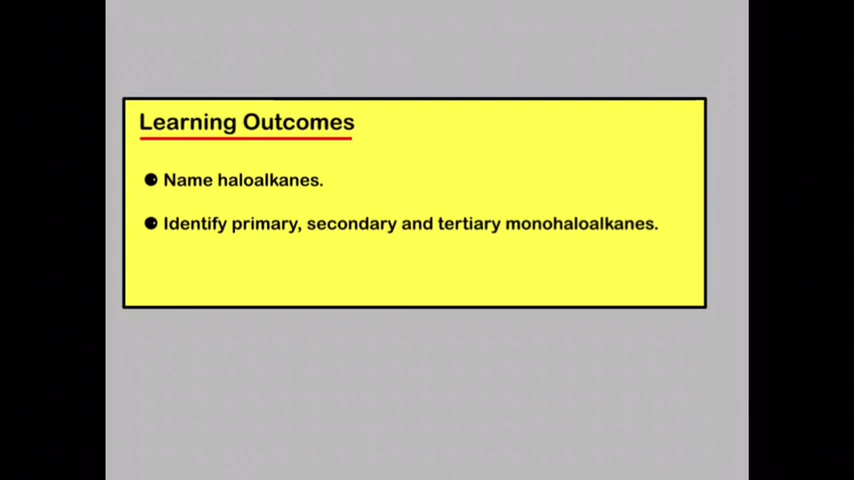 Learning Outcomes
Name haloalkanes.
Identify primary, secondary and tertiary monohaloalkanes.